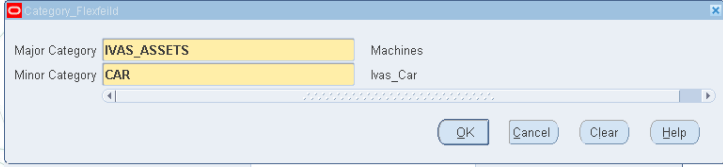 Category_Flexfeild
Major Category IVAS_ASSETS Machines
Minor Category CAR Ivas_Car
OK Cancel Clear Help